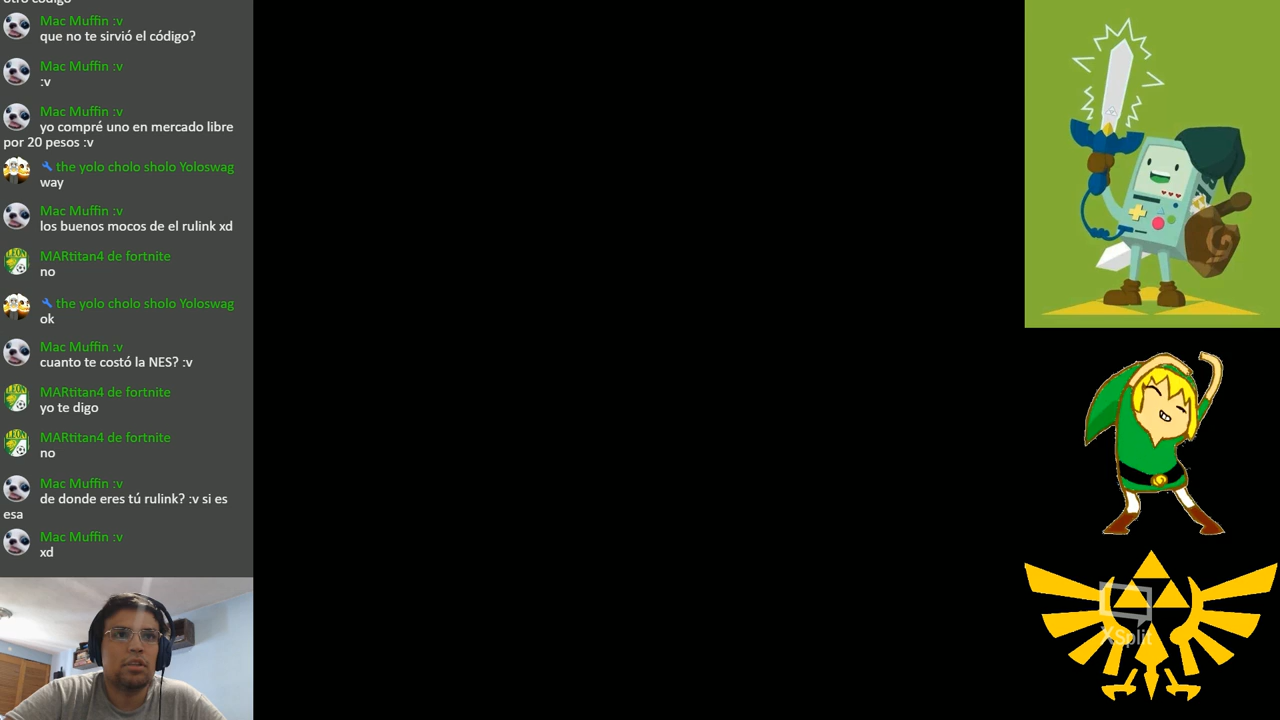 Mac Muffin :v
que no te sirvió el código?
Mac Muffin :v
:v
Mac Muffin :v
yo compré uno en mercado libre
por 20 pesos :v
the yolo cholo sholo Yoloswag
way
Mac Muffin :v
los buenos mocos de el rulink xd
MARtitan4 de fortnite
no
the yolo cholo sholo Yoloswag
ok
Mac Muffin :v
cuanto te costó la NES? :v
MARtitan4 de fortnite
yo te digo
MARtitan4 de fortnite
no
Mac Muffin :v
de donde eres tú rulink? :v si es
esa
Mac Muffin :v
xd
XSplit